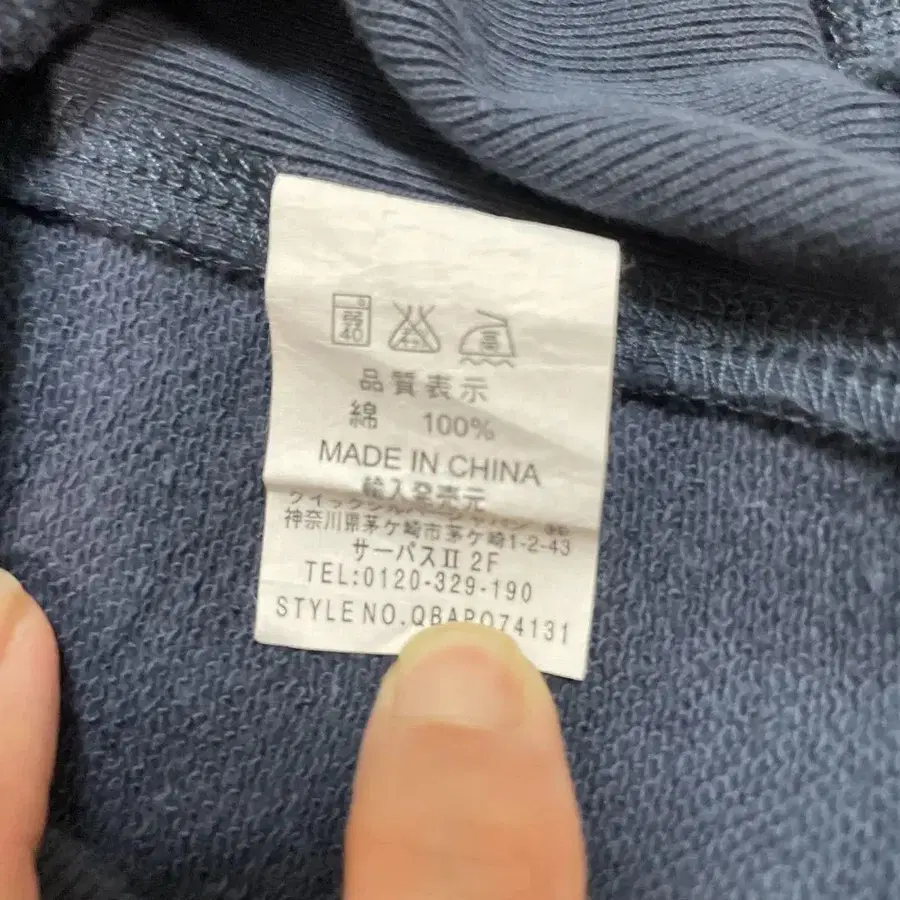 弱
40
高
品質表示
綿 100%
MADE IN CHINA
輸入発売元
神奈川県茅ケ崎市茅ケ崎1-2-43
サーパスII 2F
TEL:0120-329-190
STYLE NO.